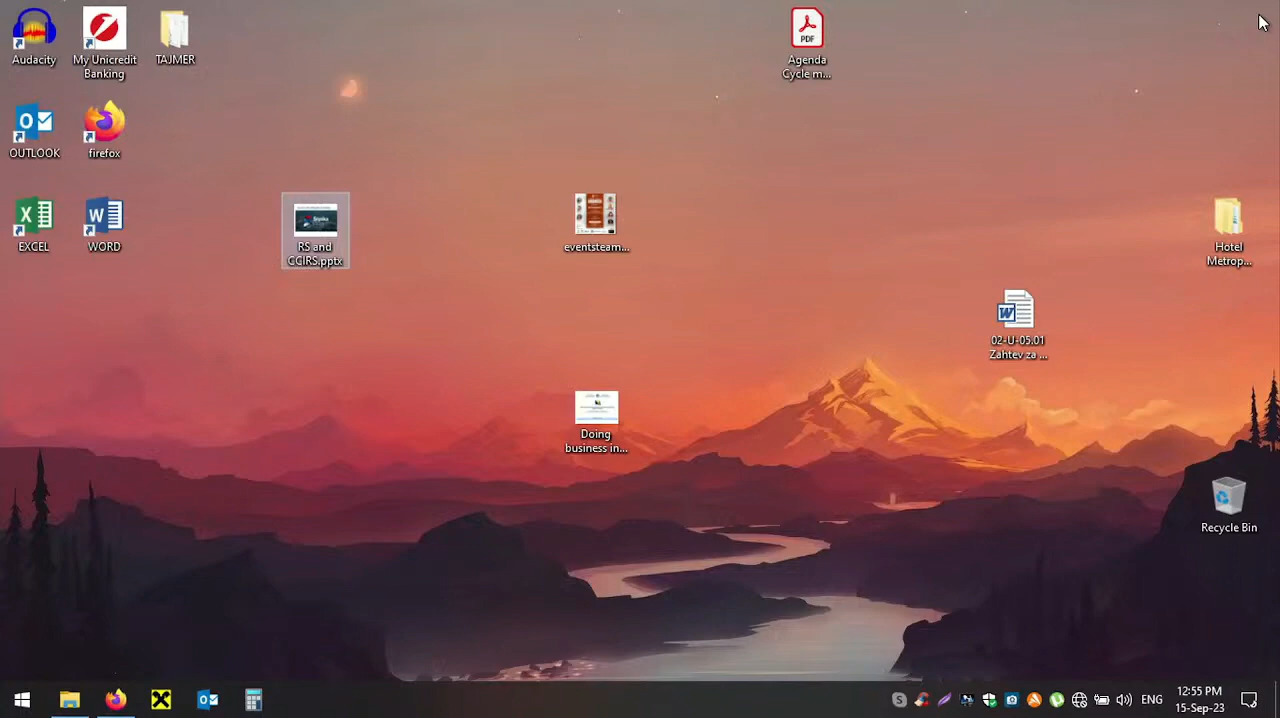 Audacity
My Unicredit
Banking
TAJMER
PDF
Agenda
Cycle m...
OUTLOOK
firefox
EXCEL
WORD
RS and
CCIRS.pptx
eventsteam...
Hotel
Metrop...
02-U-05.01
Zahtev za ...
Doing
business in...
Recycle Bin
ENG
12:55 PM
15-Sep-23